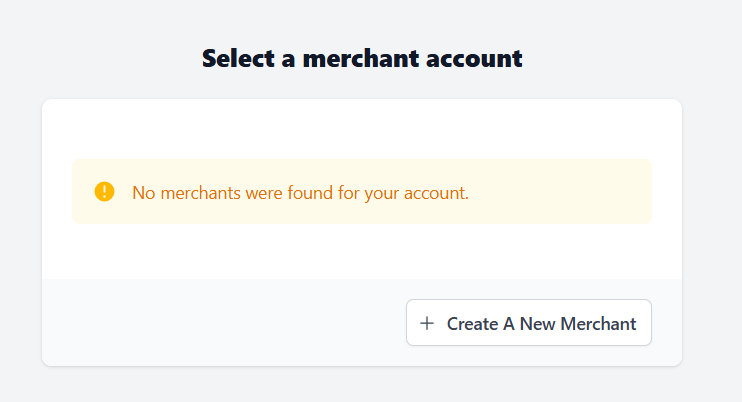 Select a merchant account
No merchants were found for your account.
Create A New Merchant